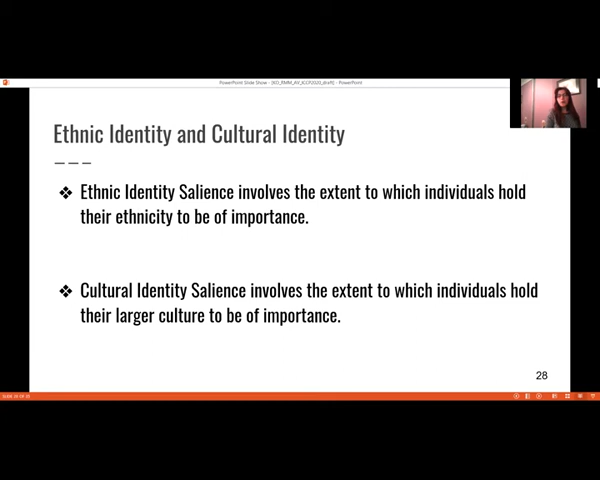 PowerPoint Slide Show - [KO_RMM_AV_ICCP2020_draft] - PowerPoint
Ethnic Identity and Cultural Identity
❖ Ethnic Identity Salience involves the extent to which individuals hold
their ethnicity to be of importance.
❖ Cultural Identity Salience involves the extent to which individuals hold
their larger culture to be of importance.
28